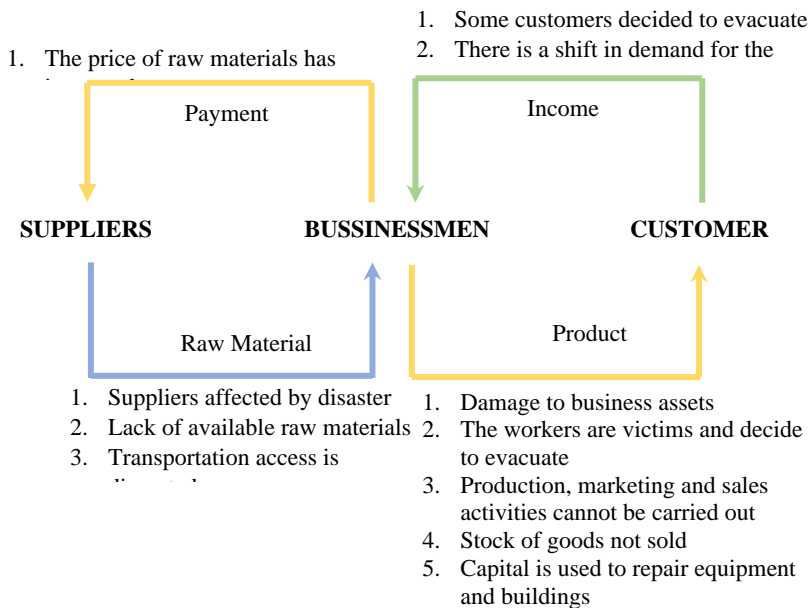 1. Some customers decided to evacuate
2. There is a shift in demand for the
1. The price of raw materials has
Payment
Income
SUPPLIERS
BUSSINESSMEN
CUSTOMER
Raw Material
Product
1. Suppliers affected by disaster
2. Lack of available raw materials
3. Transportation access is
1. Damage to business assets
2. The workers are victims and decide
to evacuate
3. Production, marketing and sales
activities cannot be carried out
4. Stock of goods not sold
5. Capital is used to repair equipment
and buildings